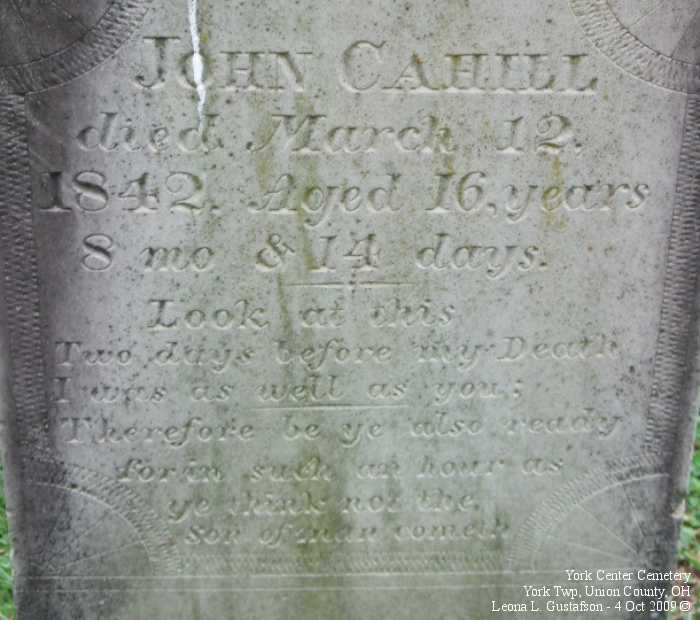 JOHN CAHILL
died March 12,
1842. Aged 16, years
8 mo & 14 days.
Look at this
Two days before my Death
I was as well as you;
Therefore be ye also ready
for in such an hour as
ye think not the
Son of man cometh
York Center Cemetery
York Twp, Union County, OH
Leona L. Gustafson - 4 Oct 2009 ©